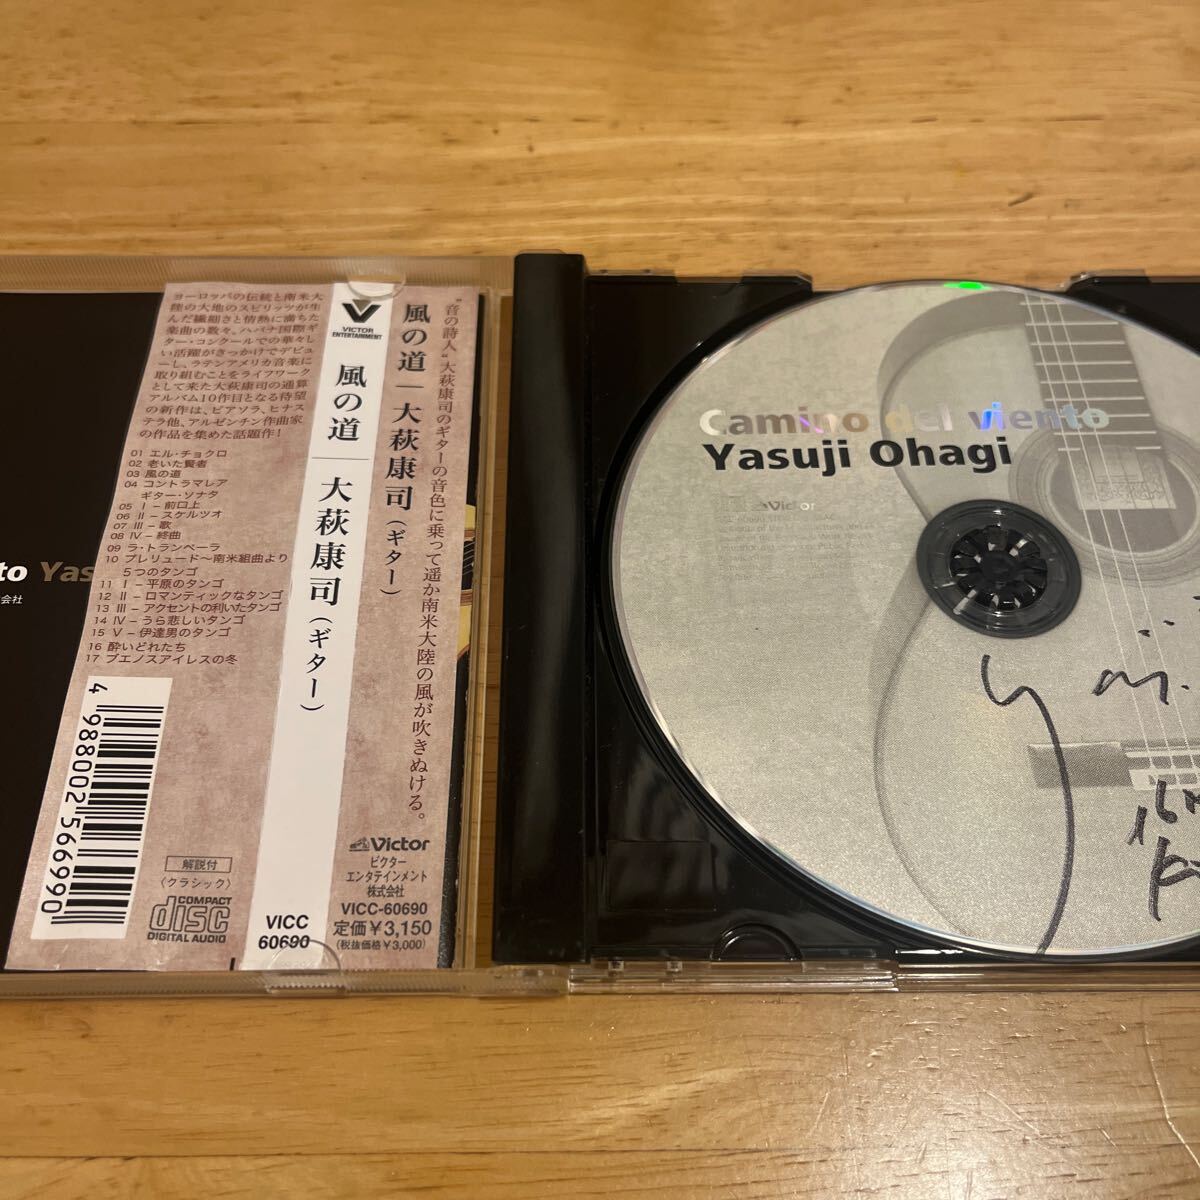 to Yas
会社
ヨーロッパの伝統と南米大
陸の大地のスピリッツが生
んだ繊細さと情熱に満ちた
楽曲の数々。ハバナ国際ギ
ター・コンクールでの華々し
い活躍がきっかけでデビュ
ーし、ラテンアメリカ音楽に
取り組むことをライフワーク
として来た大萩康司の通算
アルバム10作目となる待望
の新作は、ピアソラ、ヒナス
テラ他、アルゼンチン作曲家
の作品を集めた話題作!
01 エル・チョクロ
02 老いた賢者
03 風の道
04 コントラマレア
ギター・ソナタ
05 I – 前口上
06 II – スケルツオ
07 III – 歌
08 IV – 終曲
09 ラ・トランペーラ
10 プレリュード~南米組曲より
5つのタンゴ
11 I – 平原のタンゴ
12 II – ロマンティックなタンゴ
13 III – アクセントの利いたタンゴ
14 IV – うら悲しいタンゴ
15 V – 伊達男のタンゴ
16 酔いどれたち
17 ブエノスアイレスの冬
4 988002 566990
解説付
〈クラシック〉
COMPACT
disc
DIGITAL AUDIO
VICTOR
ENTERTAINMENT
風の道 | 大萩康司(ギター)
VICC
60690
"音の詩人"大萩康司のギターの音色に乗って遥か南米大陸の風が吹きぬける。
風の道 | 大萩康司(ギター)
Victor
ビクター
エンタテインメント
株式会社
VICC-60690
定価¥3,150
(税抜価格¥3,000)
Camino del viento
Yasuji Ohagi
Victor